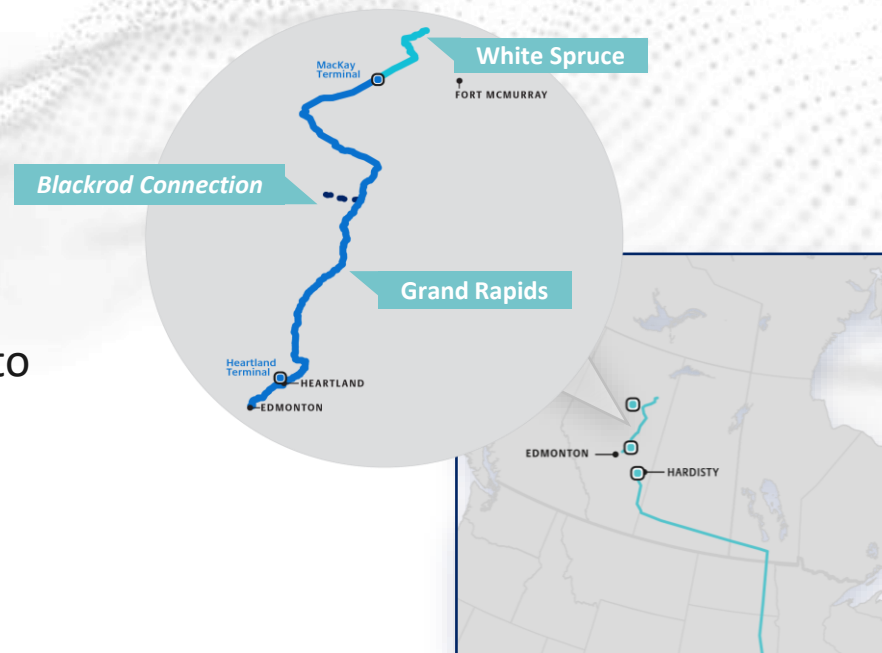 White Spruce
MacKay
Terminal
FORT MCMURRAY
Blackrod Connection
Grand Rapids
to
Heartland
Terminal
HEARTLAND
EDMONTON
EDMONTON
HARDISTY